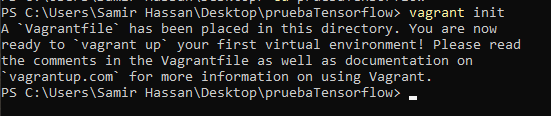 PS C:\Users\Samir Hassan\Desktop\pruebaTensorflow> vagrant init
A `Vagrantfile` has been placed in this directory. You are now
ready to `vagrant up` your first virtual environment! Please read
the comments in the Vagrantfile as well as documentation on
`vagrantup.com` for more information on using Vagrant.
PS C:\Users\Samir Hassan\Desktop\pruebaTensorflow>